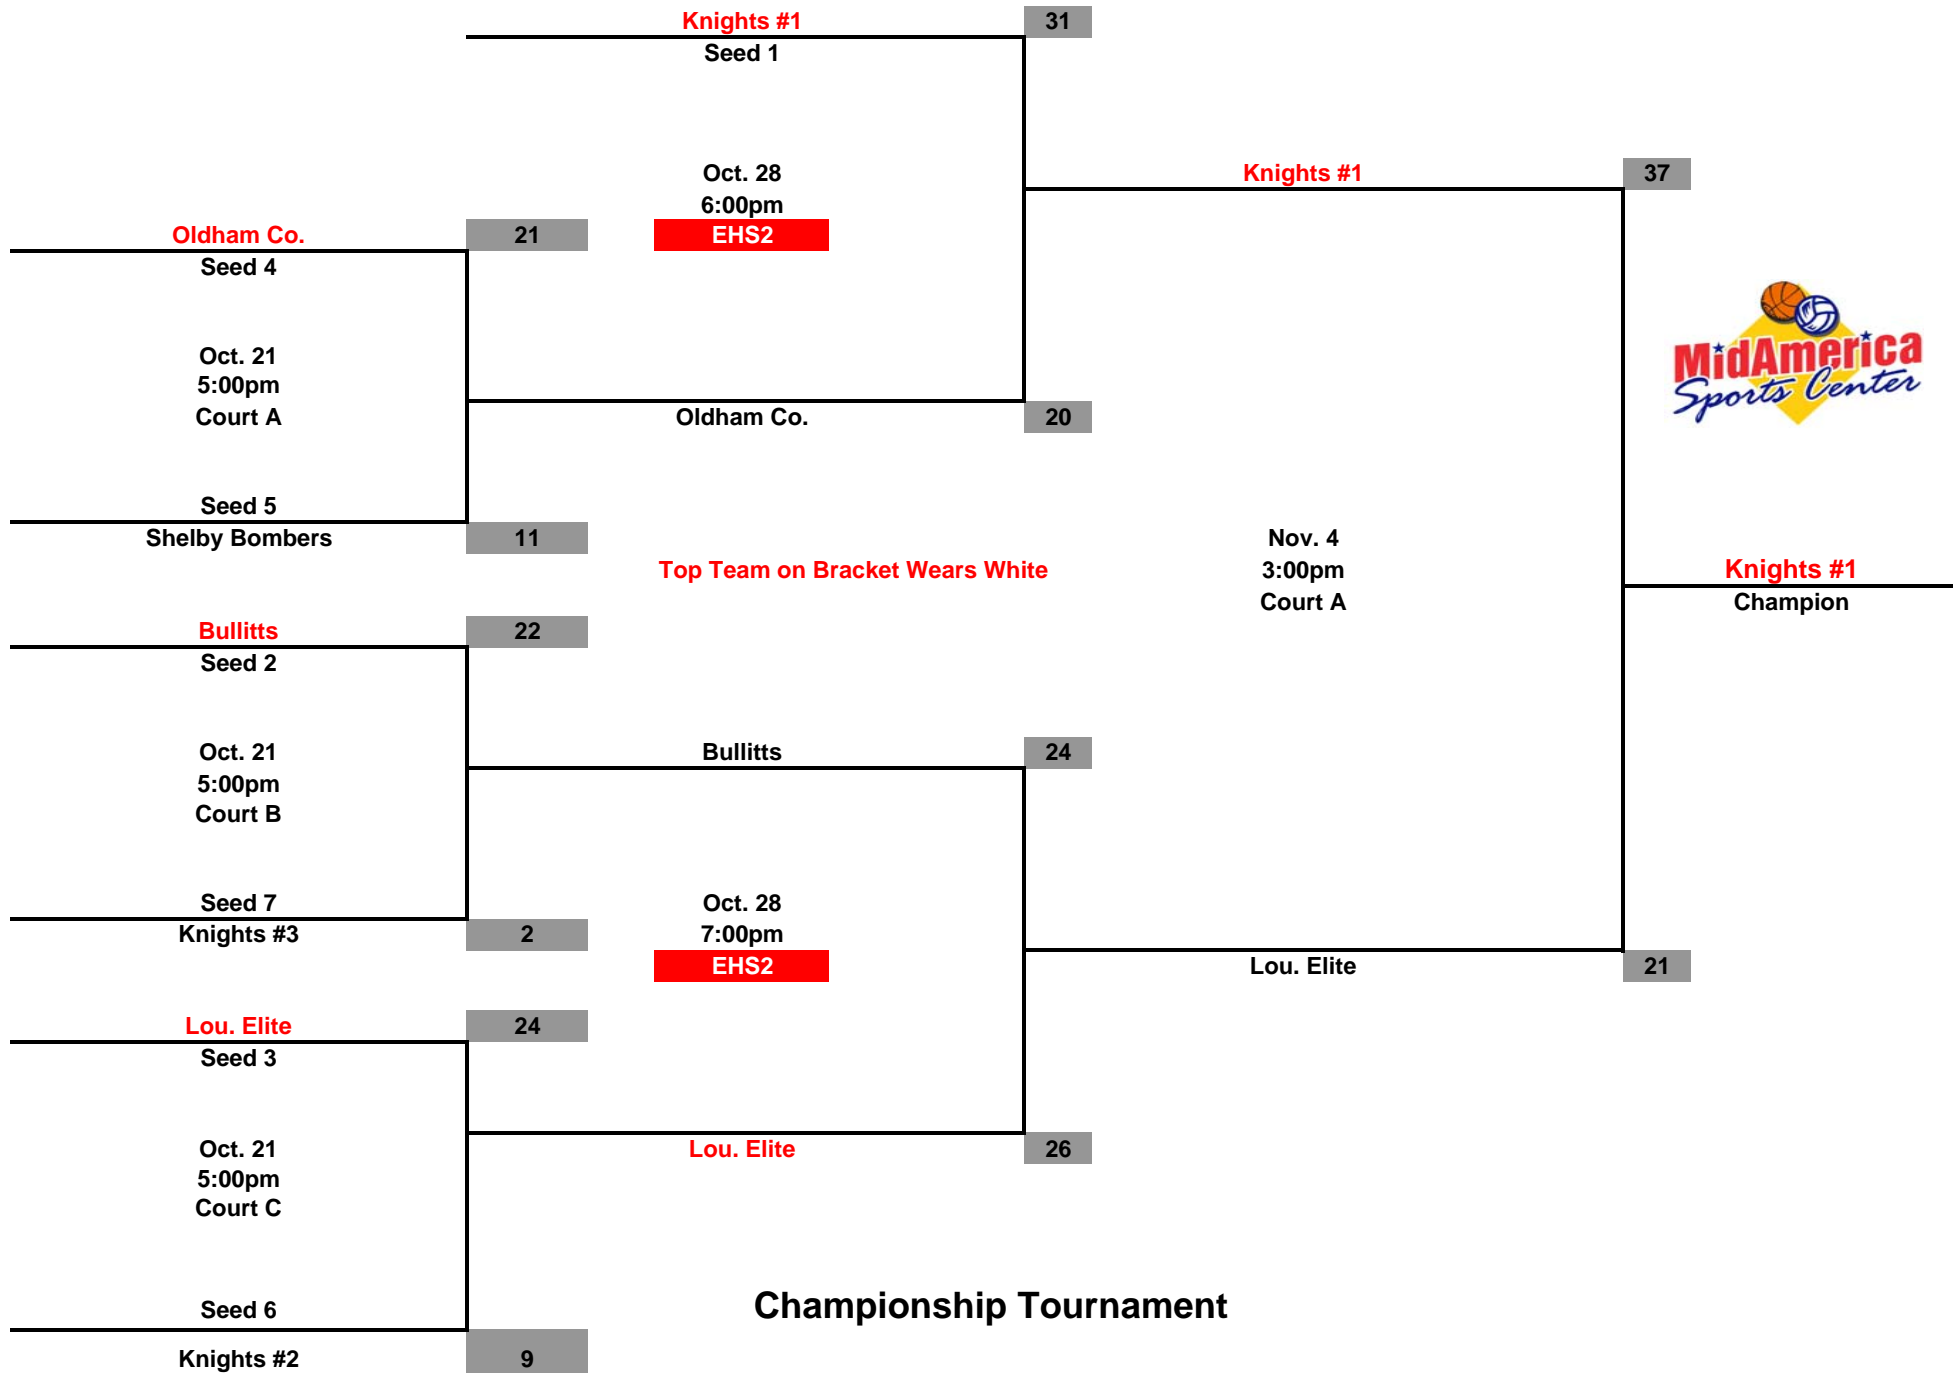 Knights #1 31
Seed 1
Oct. 28
6:00pm
EHS2
Knights #1 37
Oldham Co. 21
Seed 4
Oct. 21
5:00pm
Court A
Oldham Co. 20
MidAmerica
Sports Center
Seed 5
Shelby Bombers 11
Top Team on Bracket Wears White
Nov. 4
3:00pm
Court A
Knights #1
Champion
Bullitts 22
Seed 2
Oct. 21
5:00pm
Court B
Bullitts 24
Seed 7
Knights #3 2
Oct. 28
7:00pm
EHS2
Lou. Elite 21
Lou. Elite 24
Seed 3
Oct. 21
5:00pm
Court C
Lou. Elite 26
Seed 6
Knights #2 9
Championship Tournament